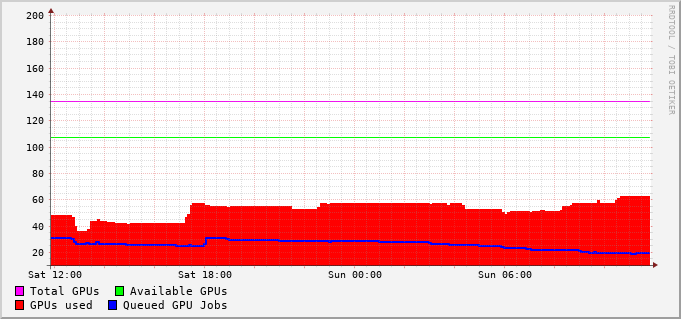 200
180
160
140
120
100
80
60
40
20
Sat 12:00 Sat 18:00 Sun 00:00 Sun 06:00
Total GPUs Available GPUs
GPUs used Queued GPU Jobs
RRDTOOL / TOBI OETIKER